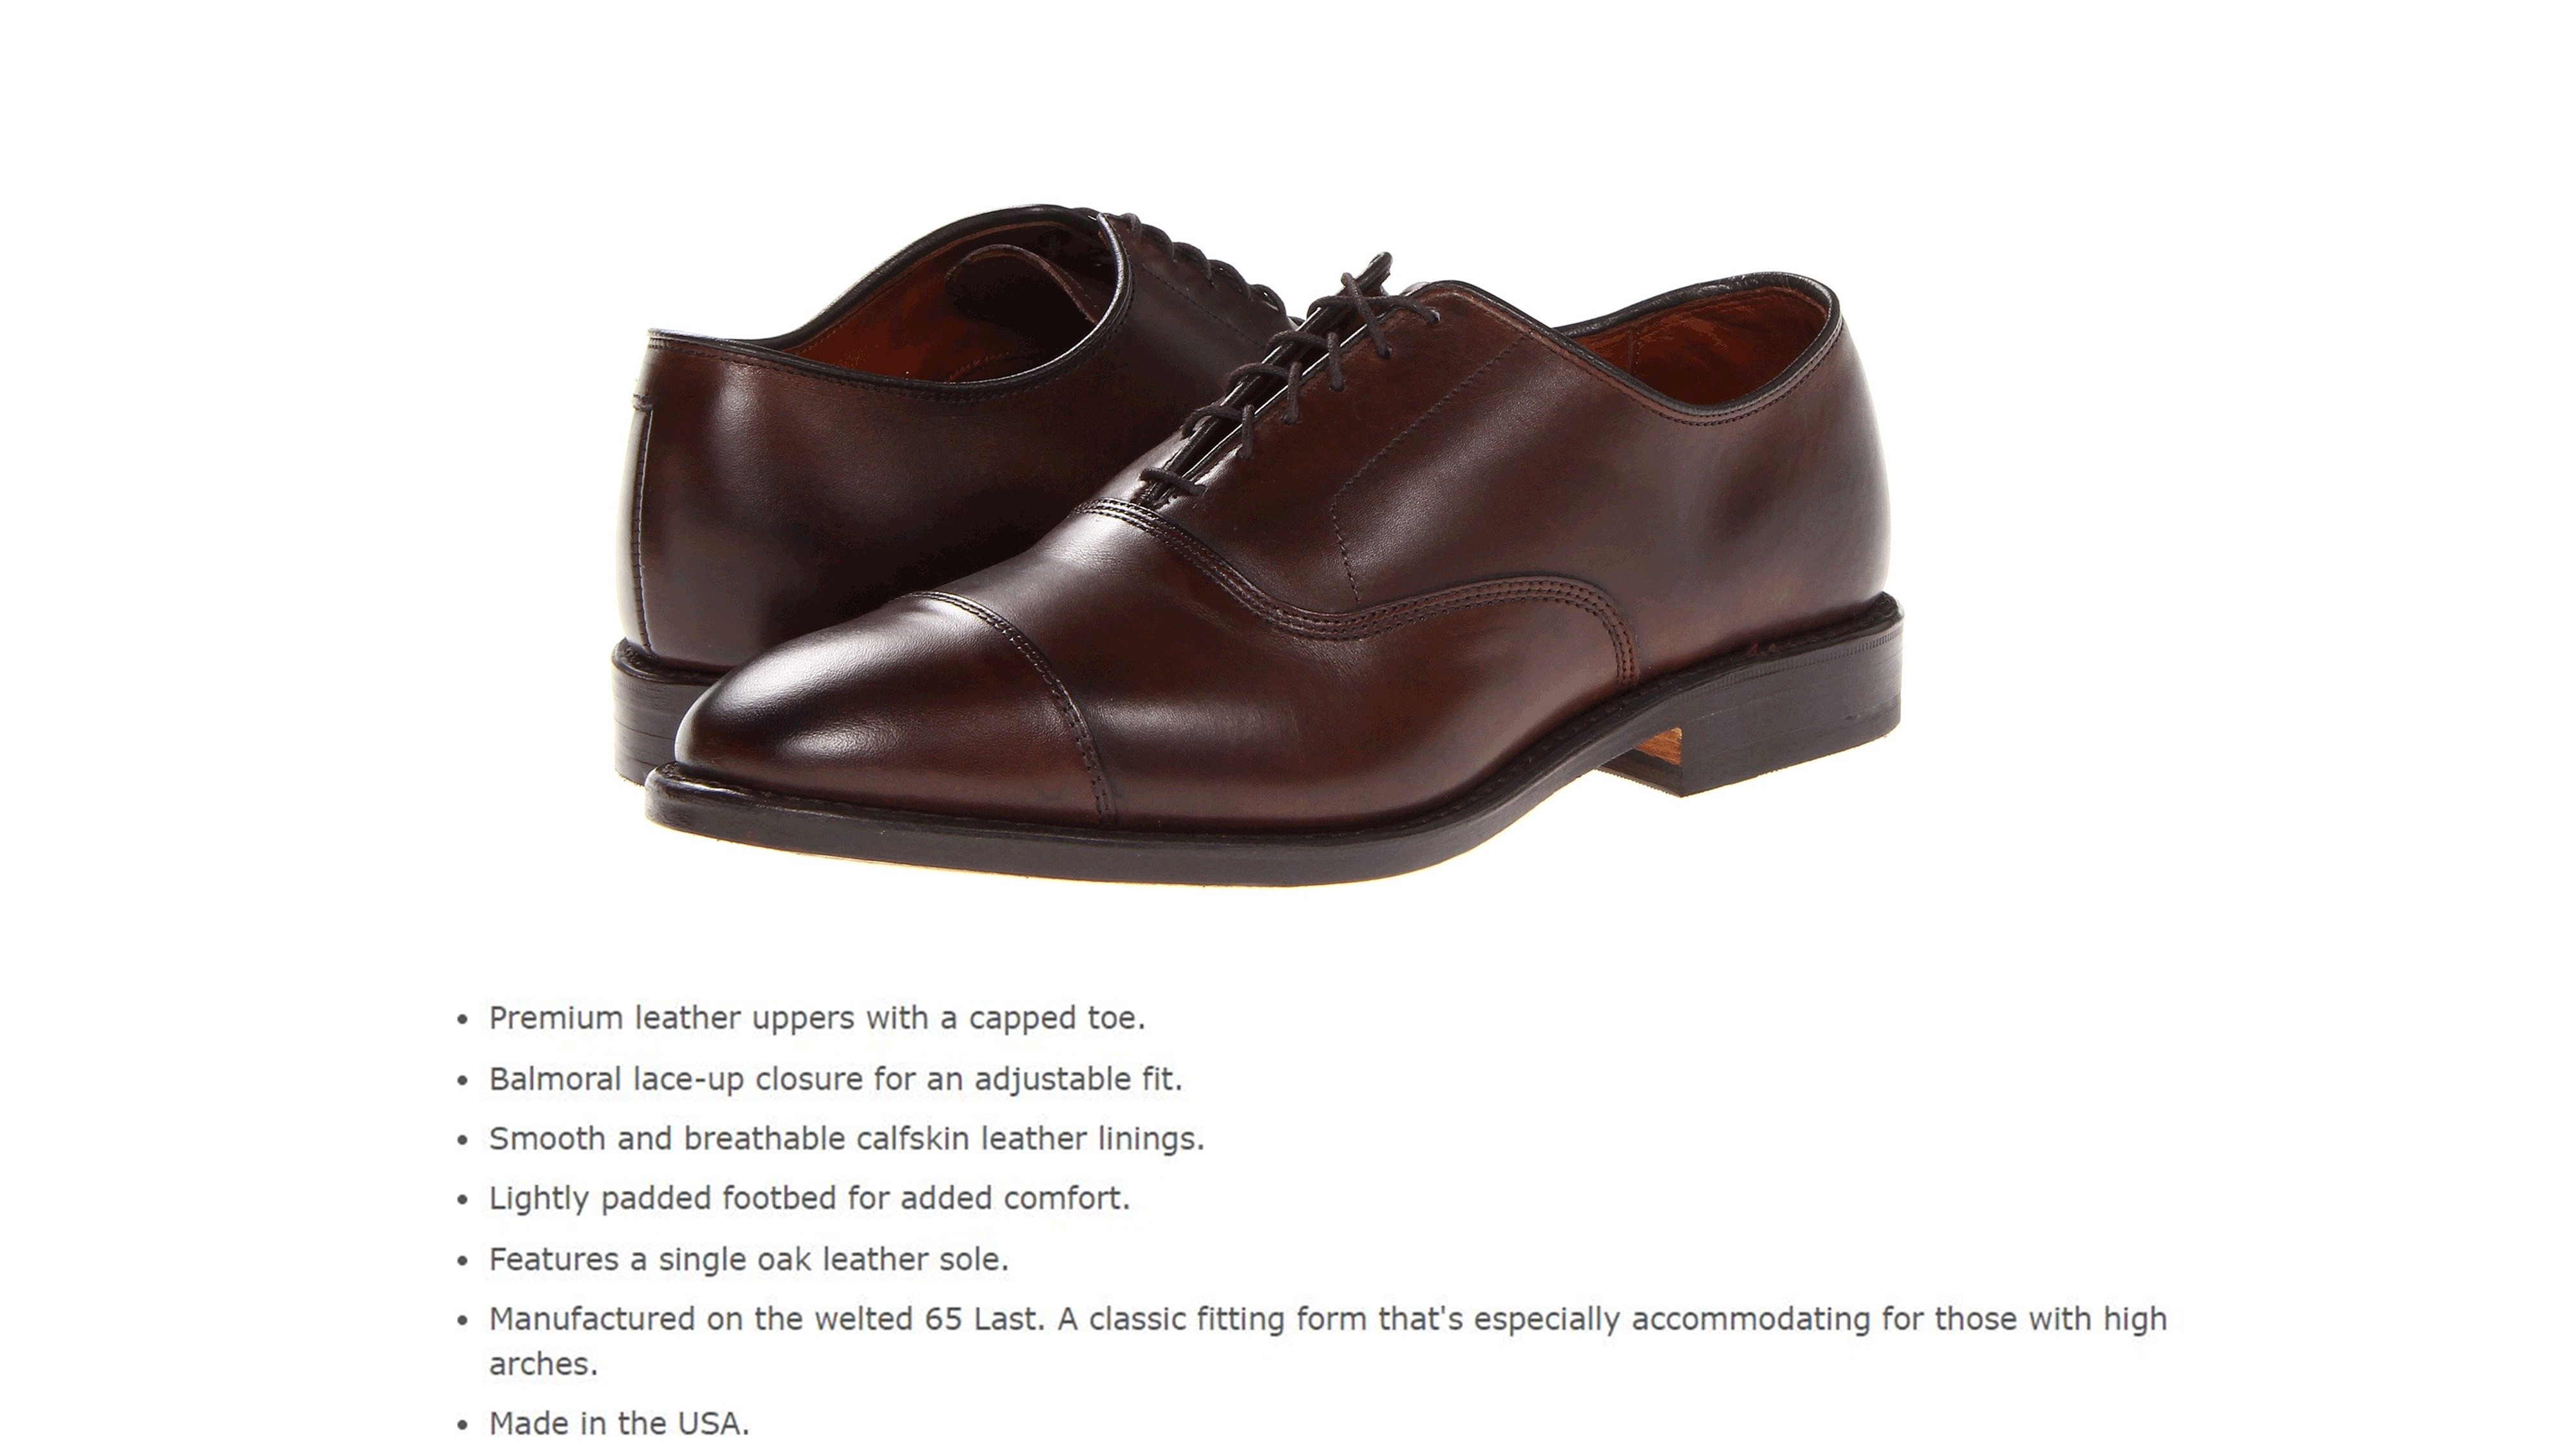 • Premium leather uppers with a capped toe.
• Balmoral lace-up closure for an adjustable fit.
• Smooth and breathable calfskin leather linings.
• Lightly padded footbed for added comfort.
• Features a single oak leather sole.
• Manufactured on the welted 65 Last. A classic fitting form that's especially accommodating for those with high
arches.
• Made in the USA.